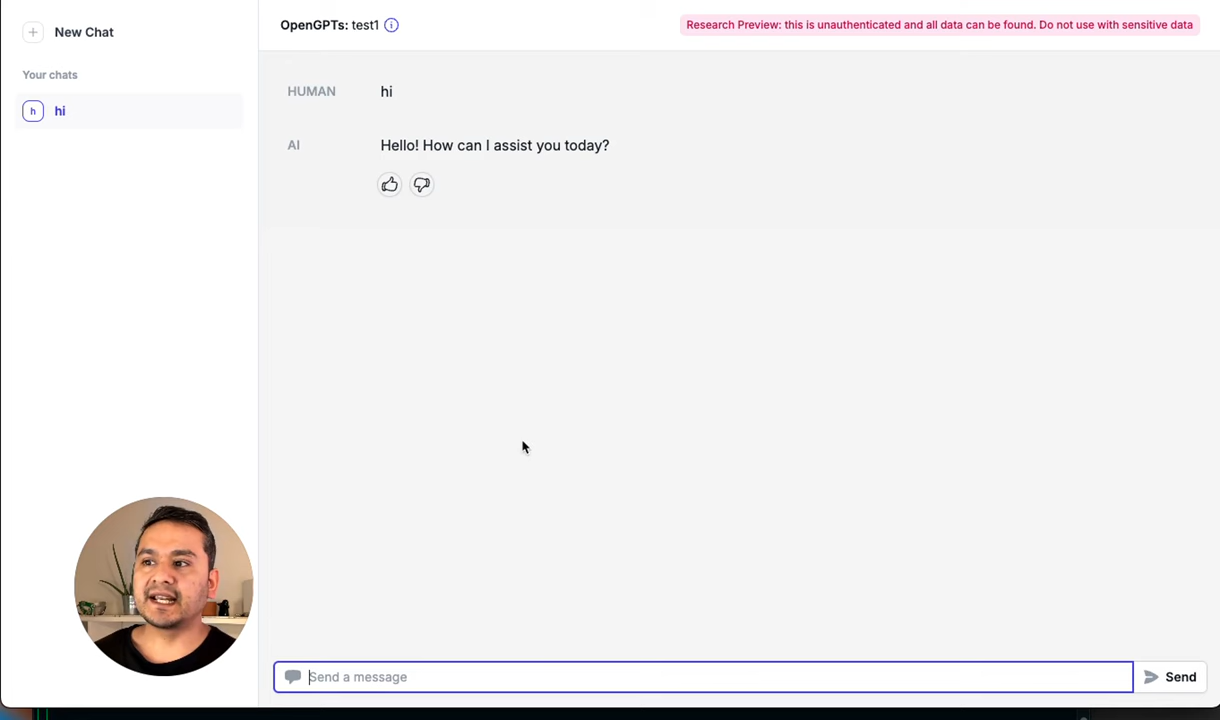 New Chat
Your chats
h hi
OpenGPTs: test1
Research Preview: this is unauthenticated and all data can be found. Do not use with sensitive data
HUMAN hi
AI Hello! How can I assist you today?
Send a message
Send